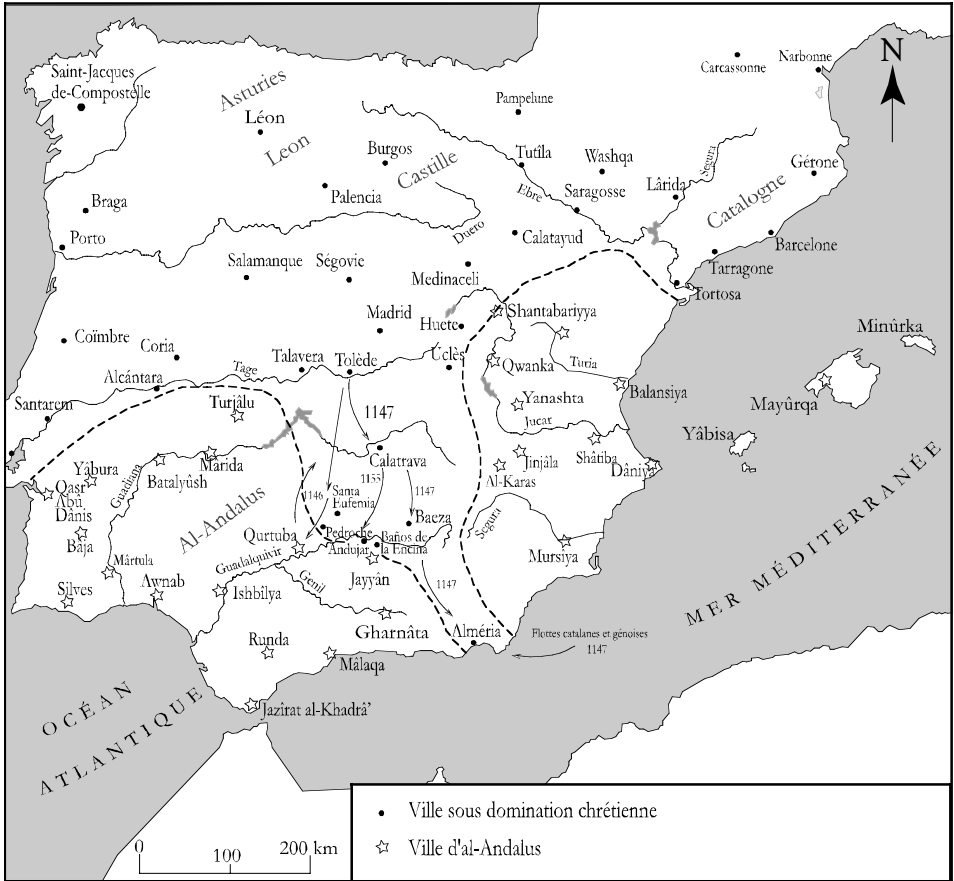 Saint-Jacques
de-Compostelle
Asturies
Léon
Leon
Burgos
Castille
Palencia
Braga
Porto
Pampelune
Carcassonne
Narbonne
N
Tutîla
Washqa
Segura
Ebre
Saragosse
Lârida
Gérone
Catalogne
Duero
Calatayud
Barcelone
Tarragone
Tortosa
Salamanque
Ségovie
Medinaceli
Madrid
Huete
Shantabariyya
Coïmbre
Coria
Tage
Talavera
Tolède
Uclès
Qwanka
Turia
Minûrka
Alcántara
Santarem
Turjâlu
1147
Yanashta
Jucar
Balansiya
Mayûrqa
Yâbisa
Yâbura
Qasr
Abû
Dânis
Baja
Guadiana
Batalyûsh
Mârida
Calatrava
1155
1147
1146
Santa
Eufemia
Jinjâla
Al-Karas
Shâtiba
Dâniya
Al-Andalus
Qurtuba
Pedroche
Andujar
Baeza
Baños de
la Encina
Segura
Mursiya
Guadalquivir
Jayyân
Mârtula
Silves
Awnab
Ishbîlya
Genil
1147
Gharnâta
Alméria
Flottes catalanes et génoises
1147
Runda
Mâlaqa
Jazîrat al-Khadrâ'
MER MÉDITERRANÉE
OCÉAN
ATLANTIQUE
Ville sous domination chrétienne
Ville d'al-Andalus
0
100
200 km